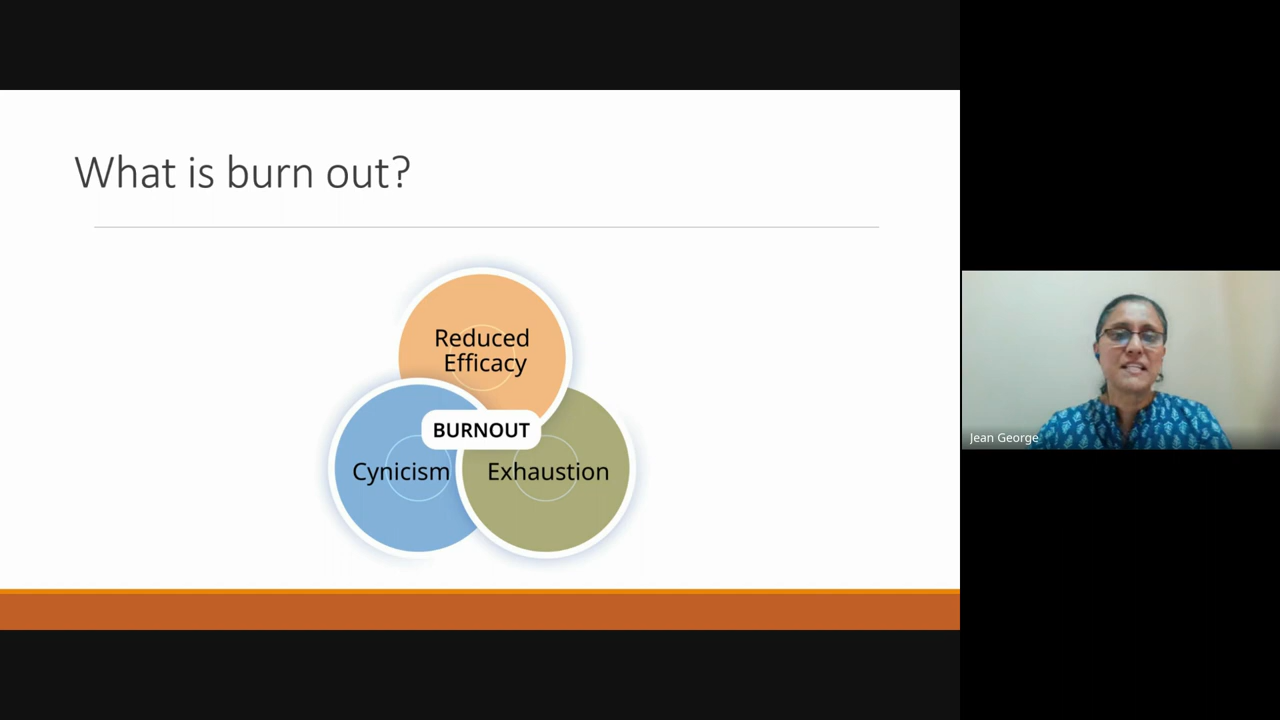 What is burn out?
Reduced
Efficacy
BURNOUT
Cynicism
Exhaustion
Jean George